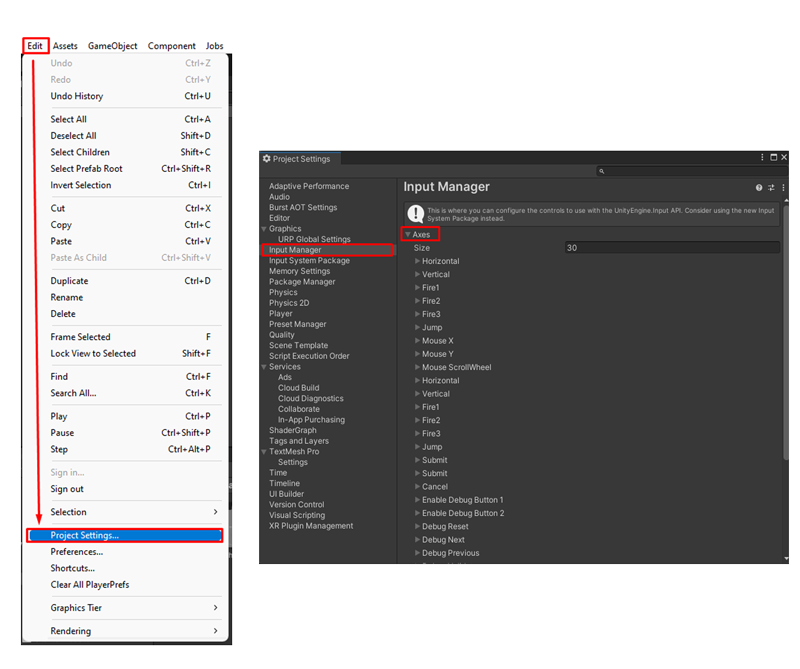 Edit Assets GameObject Component Jobs
Undo Ctrl+Z
Redo Ctrl+Y
Undo History Ctrl+U
Select All Ctrl+A
Deselect All Shift+D
Select Children Shift+C
Select Prefab Root Ctrl+Shift+R
Invert Selection Ctrl+I
Cut Ctrl+X
Copy Ctrl+C
Paste Ctrl+V
Paste As Child Ctrl+Shift+V
Duplicate Ctrl+D
Rename
Delete
Frame Selected F
Lock View to Selected Shift+F
Find Ctrl+F
Search All... Ctrl+K
Play Ctrl+P
Pause Ctrl+Shift+P
Step Ctrl+Alt+P
Sign in...
Sign out
Selection
Project Settings...
Preferences...
Shortcuts...
Clear All PlayerPrefs
Graphics Tier
Rendering
Project Settings
Adaptive Performance
Audio
Burst AOT Settings
Editor
Graphics
URP Global Settings
Input Manager
Input System Package
Memory Settings
Package Manager
Physics
Physics 2D
Player
Preset Manager
Quality
Scene Template
Script Execution Order
Services
Ads
Cloud Build
Cloud Diagnostics
Collaborate
In-App Purchasing
ShaderGraph
Tags and Layers
TextMesh Pro
Settings
Time
Timeline
UI Builder
Version Control
Visual Scripting
XR Plugin Management
Input Manager
This is where you can configure the controls to use with the UnityEngine.Input API. Consider using the new Input
System Package instead.
Axes
Size 30
Horizontal
Vertical
Fire1
Fire2
Fire3
Jump
Mouse X
Mouse Y
Mouse ScrollWheel
Horizontal
Vertical
Fire1
Fire2
Fire3
Jump
Submit
Submit
Cancel
Enable Debug Button 1
Enable Debug Button 2
Debug Reset
Debug Next
Debug Previous